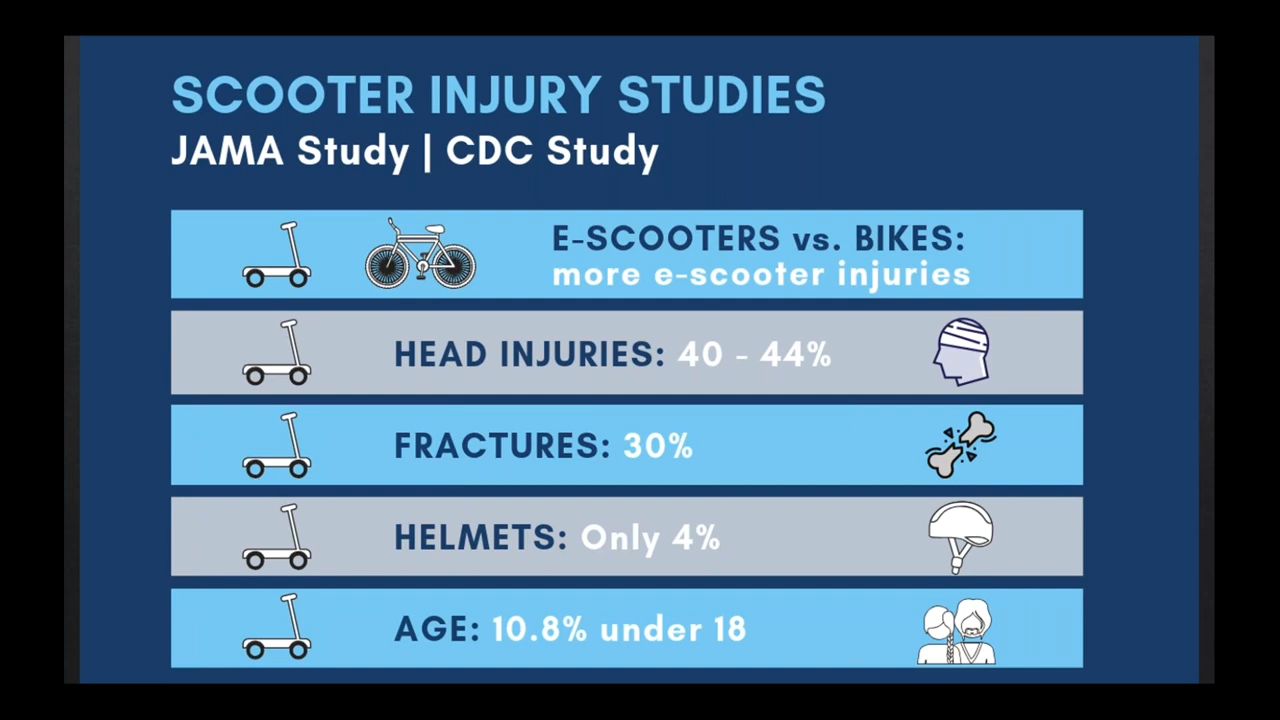 SCOOTER INJURY STUDIES
JAMA Study | CDC Study
E-SCOOTERS vs. BIKES:
more e-scooter injuries
HEAD INJURIES: 40 - 44%
FRACTURES: 30%
HELMETS: Only 4%
AGE: 10.8% under 18